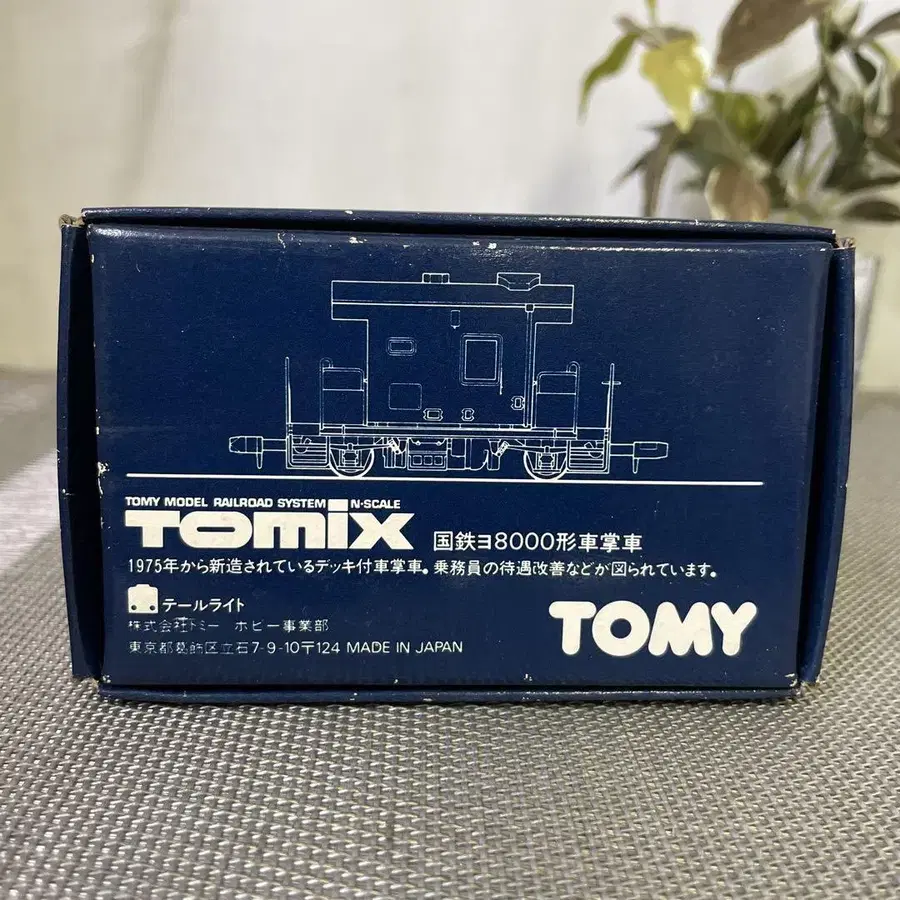 TOMY MODEL RAILROAD SYSTEM N-SCALE
TOMIX 国鉄ヨ8000形車掌車
1975年から新造されているデッキ付車掌車。乗務員の待遇改善などが図られています。
テールライト
株式会社トミー ホビー事業部
東京都葛飾区立石7-9-10〒124 MADE IN JAPAN
TOMY